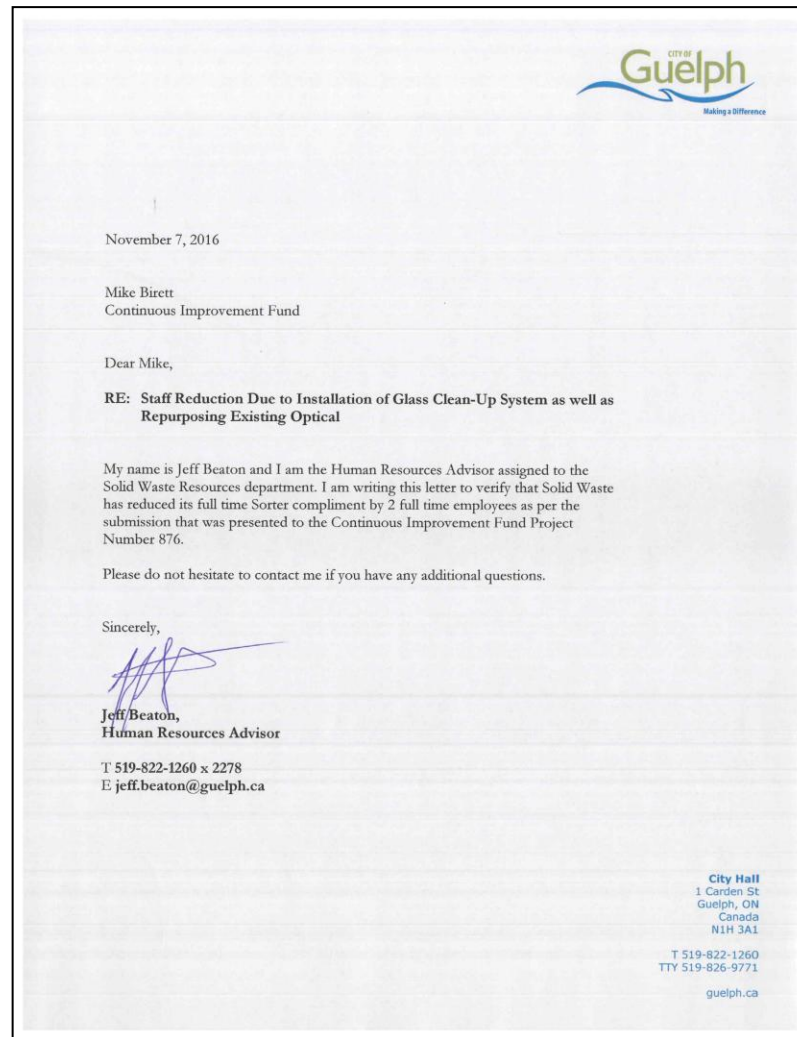 CITY OF
Guelph
Making a Difference
November 7, 2016
Mike Birett
Continuous Improvement Fund
Dear Mike,
RE: Staff Reduction Due to Installation of Glass Clean-Up System as well as
Repurposing Existing Optical
My name is Jeff Beaton and I am the Human Resources Advisor assigned to the
Solid Waste Resources department. I am writing this letter to verify that Solid Waste
has reduced its full time Sorter compliment by 2 full time employees as per the
submission that was presented to the Continuous Improvement Fund Project
Number 876.
Please do not hesitate to contact me if you have any additional questions.
Sincerely,
Jeff Beaton,
Human Resources Advisor
T 519-822-1260 x 2278
E jeff.beaton@guelph.ca
City Hall
1 Carden St
Guelph, ON
Canada
N1H 3A1
T 519-822-1260
TTY 519-826-9771
guelph.ca